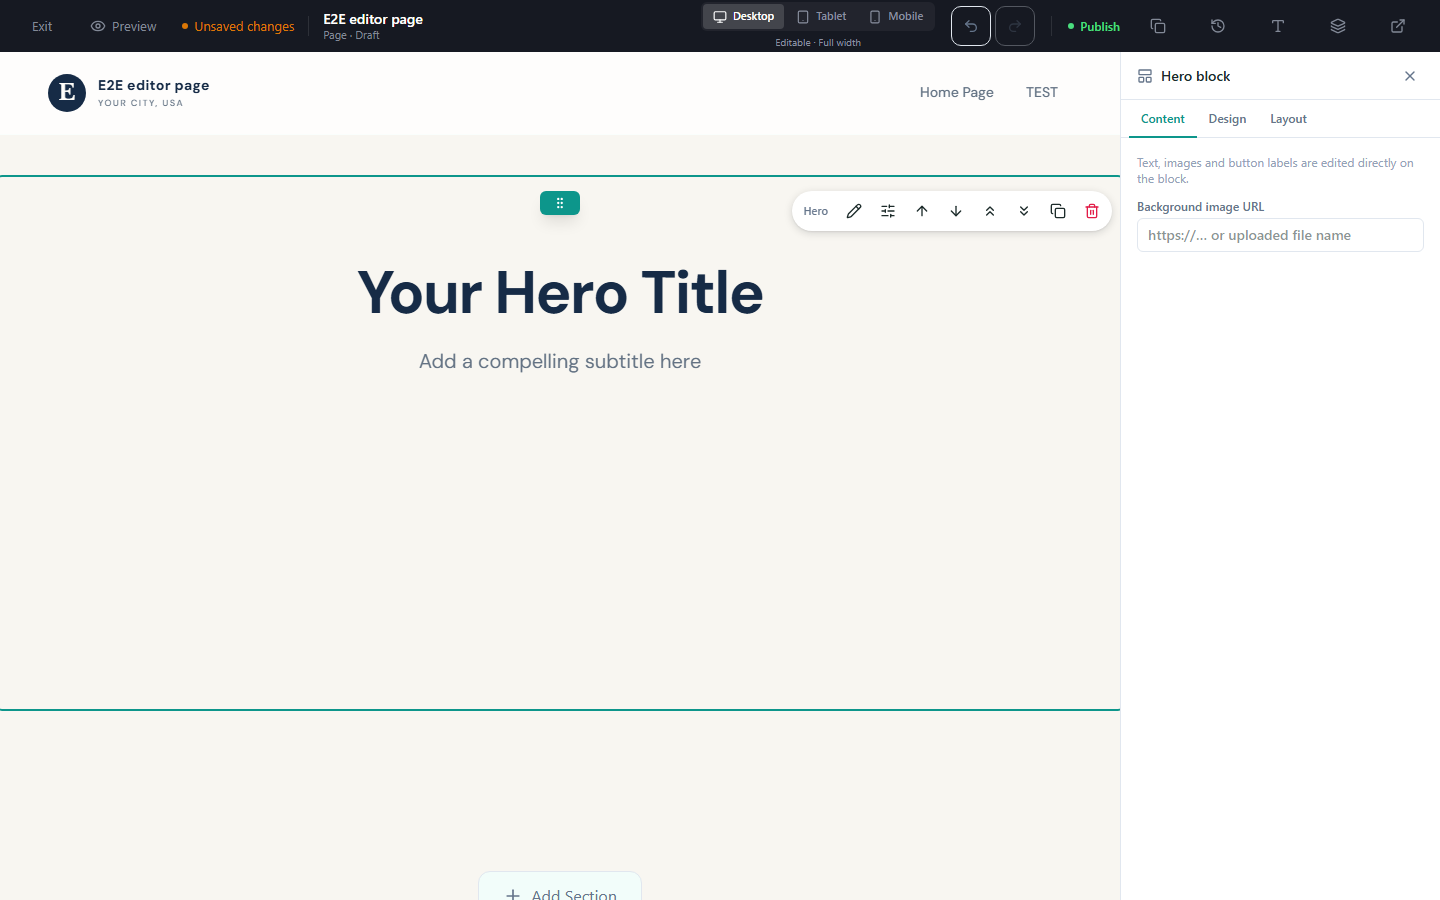 Exit
Preview
Unsaved changes
E2E editor page
Page · Draft
Desktop
Tablet
Mobile
Editable · Full width
Publish
E
E2E editor page
YOUR CITY, USA
Home Page
TEST
Hero
Your Hero Title
Add a compelling subtitle here
Add Section
Hero block
Content
Design
Layout
Text, images and button labels are edited directly on
the block.
Background image URL
https://... or uploaded file name